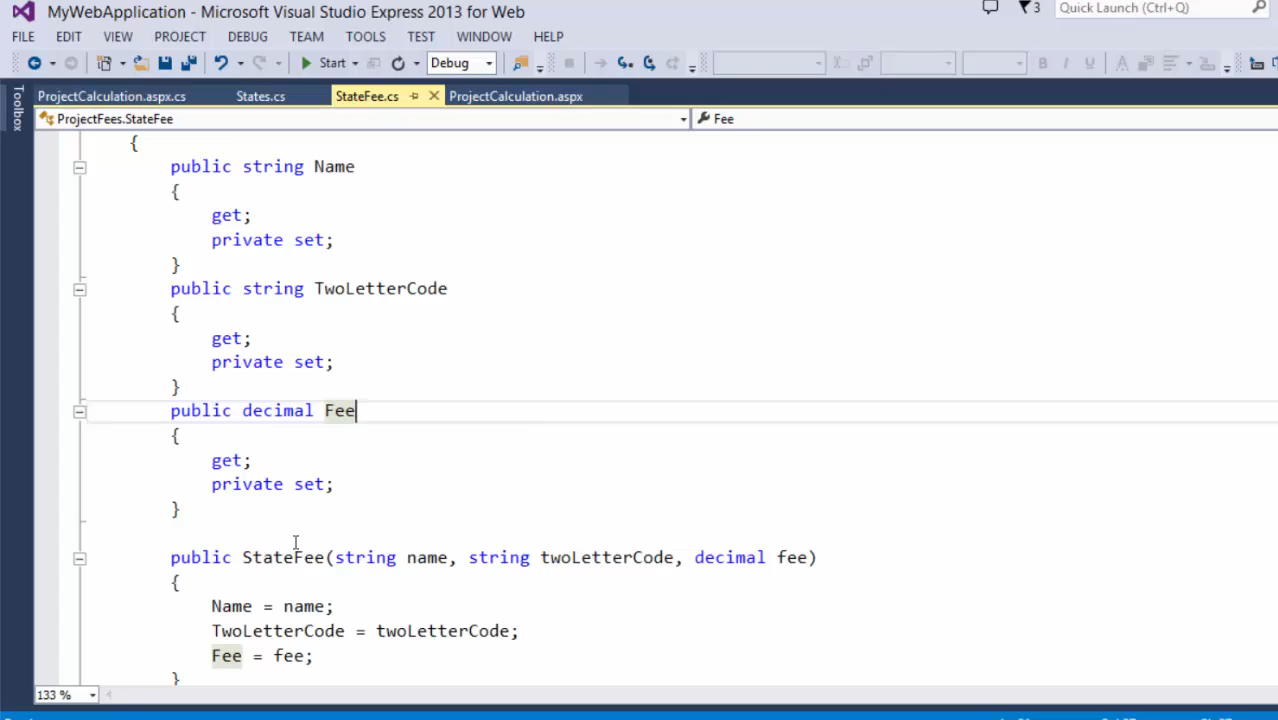 MyWebApplication - Microsoft Visual Studio Express 2013 for Web
3
Quick Launch (Ctrl+Q)
FILE EDIT VIEW PROJECT DEBUG TEAM TOOLS TEST WINDOW HELP
Start Debug
Toolbox
ProjectCalculation.aspx.cs States.cs StateFee.cs ProjectCalculation.aspx
ProjectFees.StateFee Fee
{
public string Name
{
get;
private set;
}
public string TwoLetterCode
{
get;
private set;
}
public decimal Fee
{
get;
private set;
}
public StateFee(string name, string twoLetterCode, decimal fee)
{
Name = name;
TwoLetterCode = twoLetterCode;
Fee = fee;
}
133 %